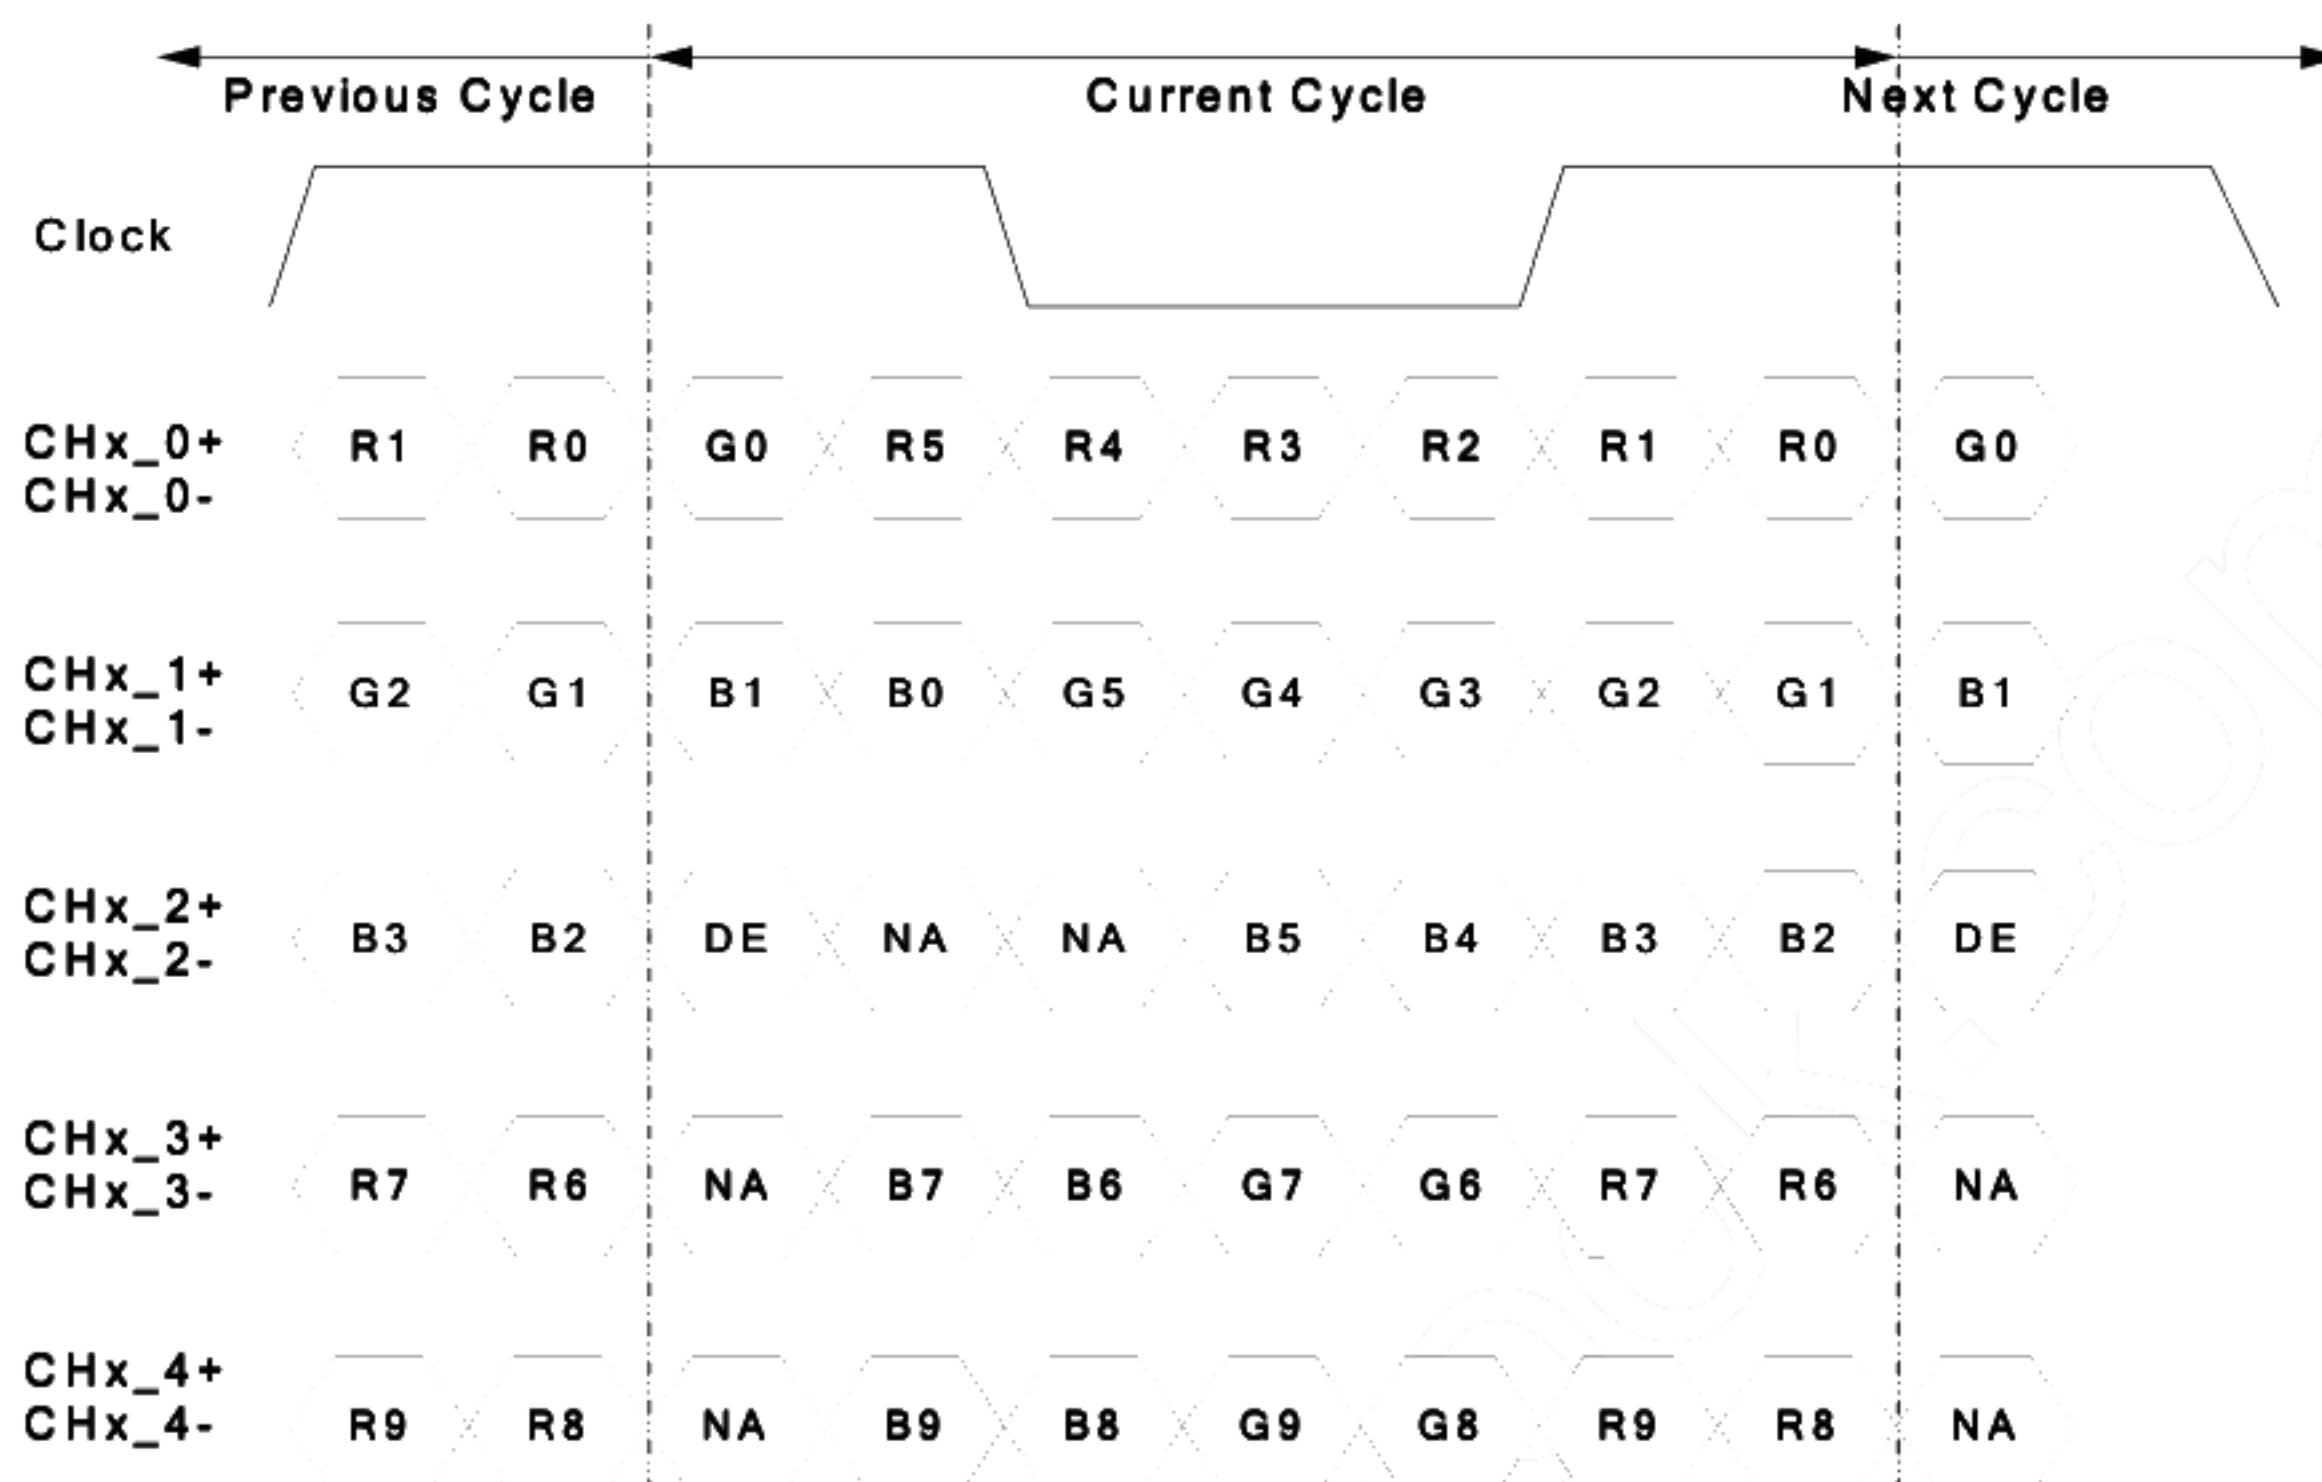 Previous Cycle Current Cycle Next Cycle
Clock
CHx_0+
R1 R0 G0 R5 R4 R3 R2 R1 R0 G0
CHx_0-
CHx_1+
G2 G1 B1 B0 G5 G4 G3 G2 G1 B1
CHx_1-
CHx_2+
B3 B2 DE NA NA B5 B4 B3 B2 DE
CHx_2-
CHx_3+
R7 R6 NA B7 B6 G7 G6 R7 R6 NA
CHx_3-
CHx_4+
CHx_4- R9 R8 NA B9 B8 G9 G8 R9 R8 NA